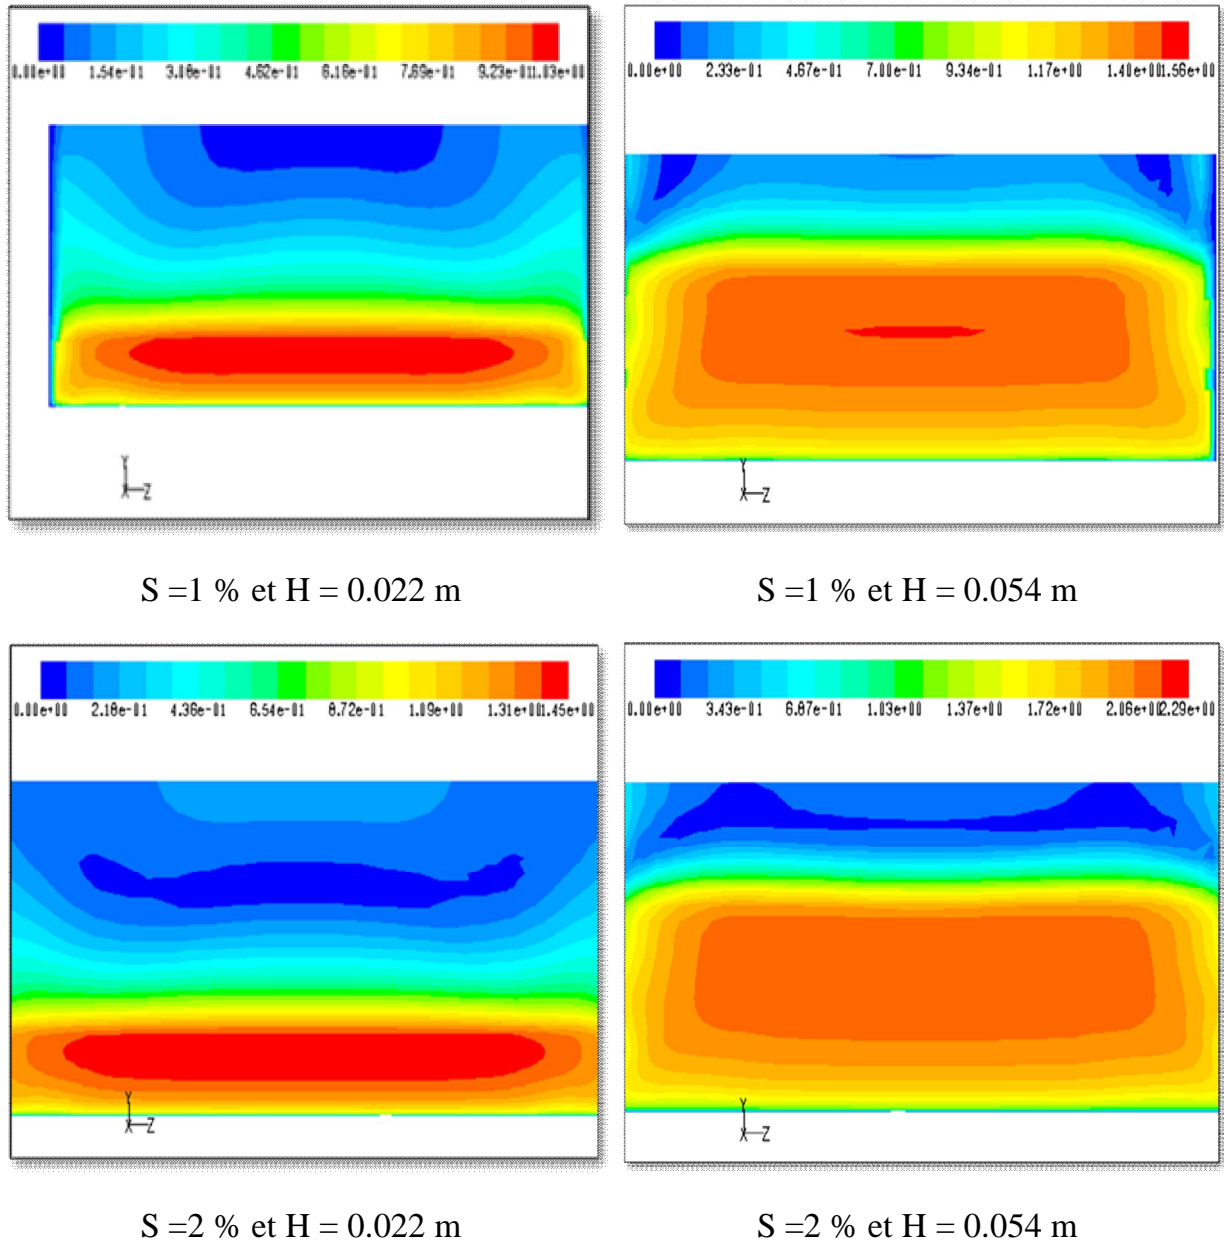 0.00e+00 1.54e-01 3.08e-01 4.62e-01 6.16e-01 7.69e-01 9.23e-01 1.03e+00
0.00e+00 2.33e-01 4.67e-01 7.00e-01 9.34e-01 1.17e+00 1.40e+00 1.56e+00
Y
X Z
Y
X Z
S =1 % et H = 0.022 m
S =1 % et H = 0.054 m
0.00e+00 2.18e-01 4.36e-01 6.54e-01 8.72e-01 1.09e+00 1.31e+00 1.45e+00
0.00e+00 3.43e-01 6.87e-01 1.03e+00 1.37e+00 1.72e+00 2.06e+00 2.29e+00
Y
X Z
Y
X Z
S =2 % et H = 0.022 m
S =2 % et H = 0.054 m